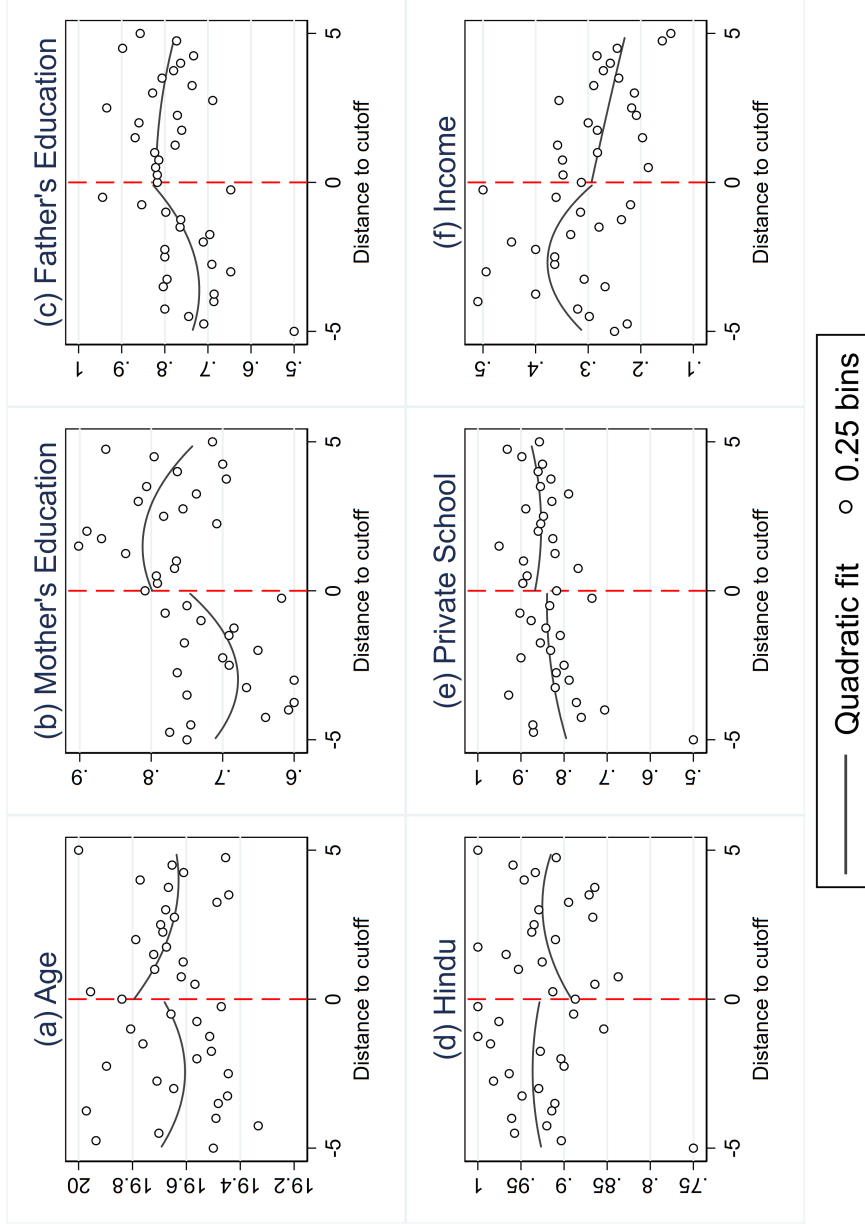 (a) Age
20
19.8
19.6
19.4
19.2
-5 0 5
Distance to cutoff
(b) Mother's Education
.9
.8
.7
.6
-5 0 5
Distance to cutoff
(c) Father's Education
1
.9
.8
.7
.6
.5
-5 0 5
Distance to cutoff
(d) Hindu
1
.95
.9
.85
.8
.75
-5 0 5
Distance to cutoff
(e) Private School
1
.9
.8
.7
.6
.5
-5 0 5
Distance to cutoff
(f) Income
.5
.4
.3
.2
.1
-5 0 5
Distance to cutoff
Quadratic fit 0.25 bins